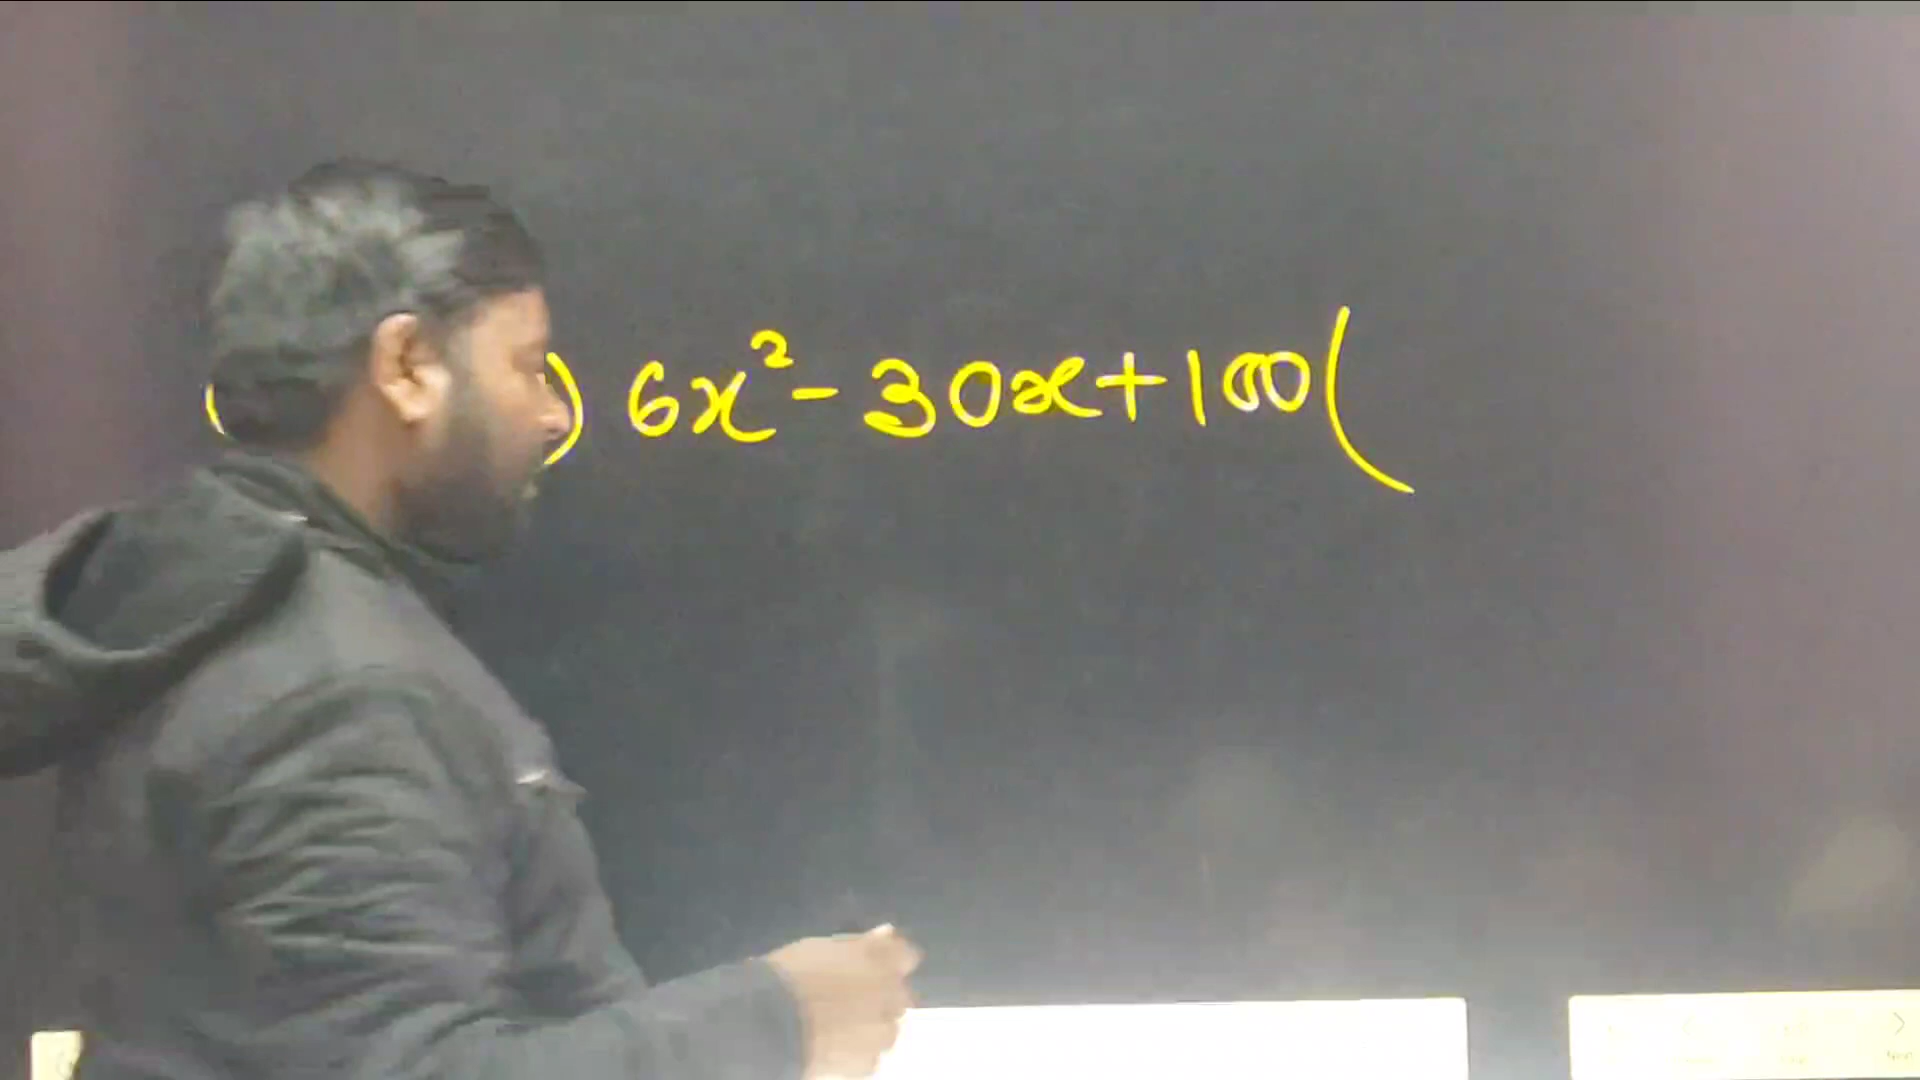 ( ) 6x² - 30x + 100 (